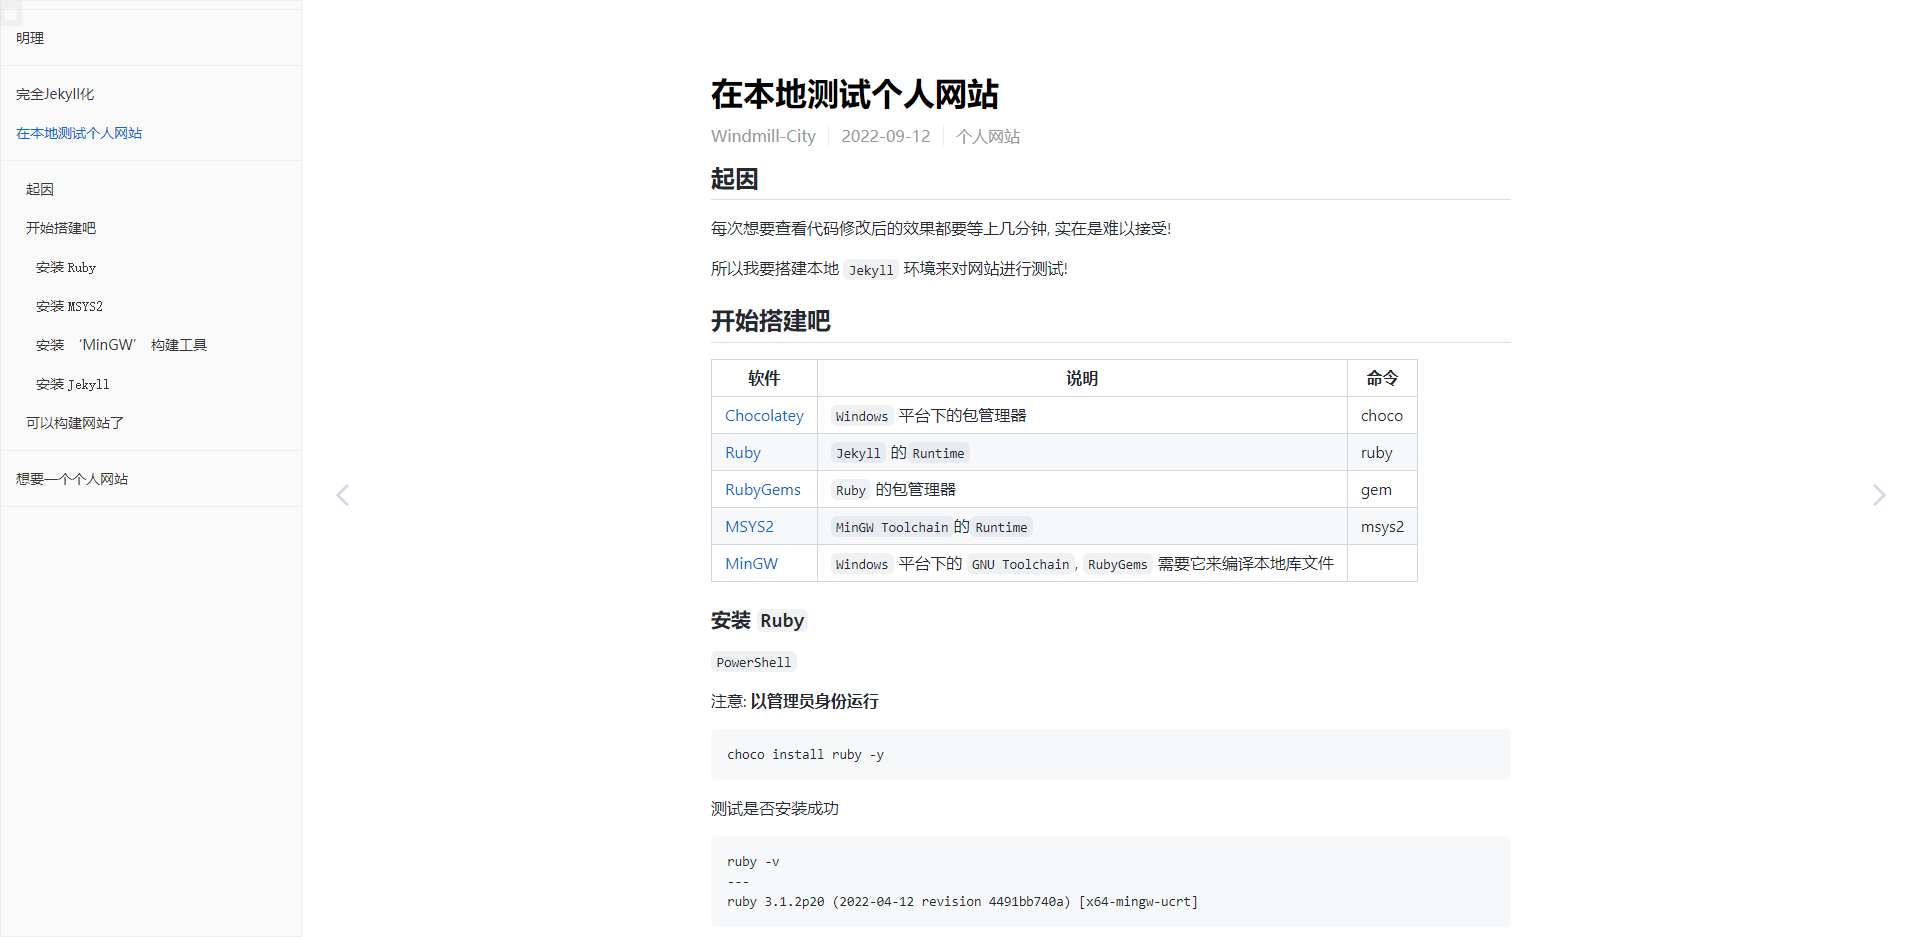 明理
完全Jekyll化
在本地测试个人网站
起因
开始搭建吧
安装 Ruby
安装 MSYS2
安装 ‘MinGW’ 构建工具
安装 Jekyll
可以构建网站了
想要一个个人网站
在本地测试个人网站
Windmill-City 2022-09-12 个人网站
起因
每次想要查看代码修改后的效果都要等上几分钟, 实在是难以接受!
所以我要搭建本地 Jekyll 环境来对网站进行测试!
开始搭建吧
软件 说明 命令
Chocolatey Windows 平台下的包管理器 choco
Ruby Jekyll 的 Runtime ruby
RubyGems Ruby 的包管理器 gem
MSYS2 MinGW Toolchain 的 Runtime msys2
MinGW Windows 平台下的 GNU Toolchain, RubyGems 需要它来编译本地库文件
安装 Ruby
PowerShell
注意: 以管理员身份运行
choco install ruby -y
测试是否安装成功
ruby -v
---
ruby 3.1.2p20 (2022-04-12 revision 4491bb740a) [x64-mingw-ucrt]